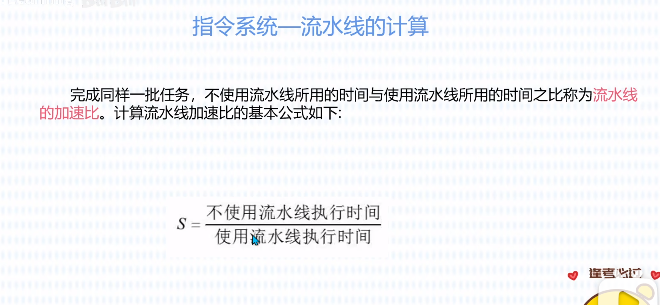 指令系统—流水线的计算
完成同样一批任务，不使用流水线所用的时间与使用流水线所用的时间之比称为流水线
的加速比。计算流水线加速比的基本公式如下:
S = 不使用流水线执行时间
使用流水线执行时间
逢考必过